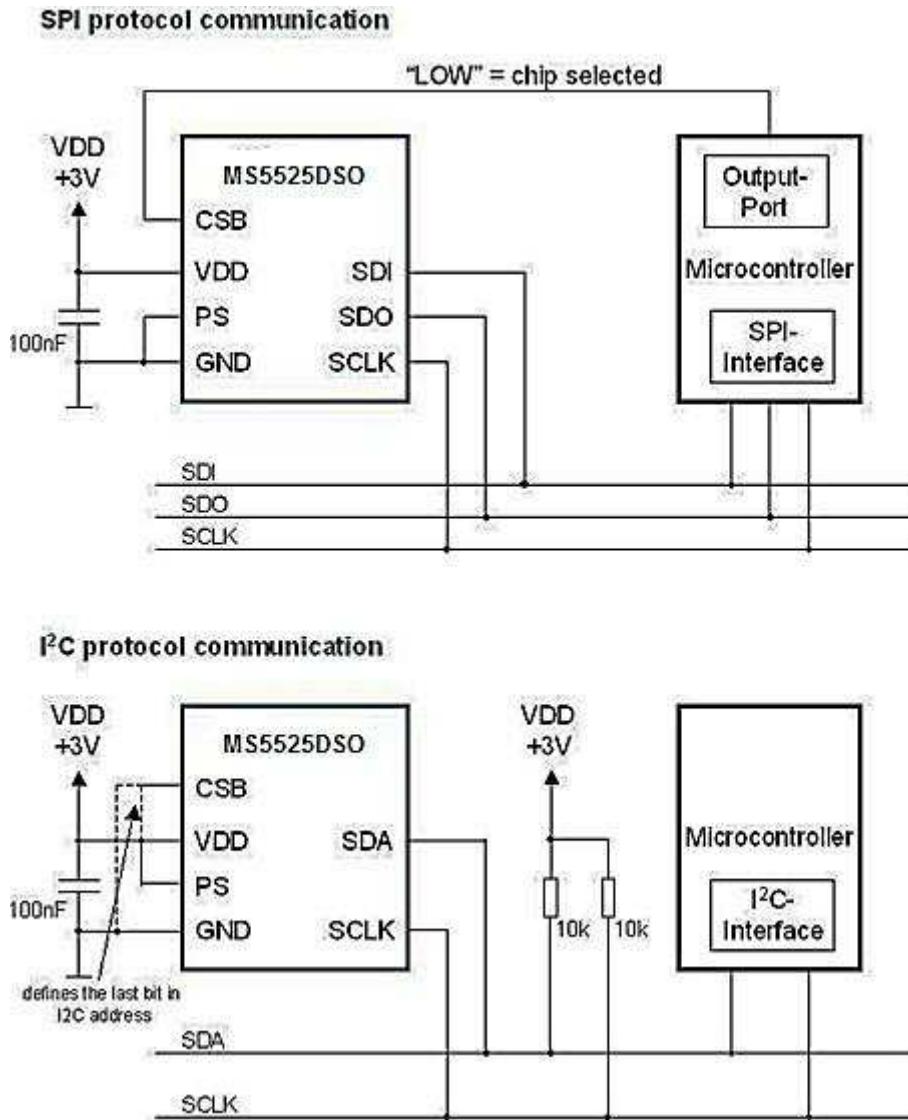 SPI protocol communication
"LOW" = chip selected
VDD
+3V
MS5525DSO
CSB
VDD
PS
GND
SDI
SDO
SCLK
100nF
Output-
Port
Microcontroller
SPI-
Interface
SDI
SDO
SCLK
I²C protocol communication
VDD
+3V
MS5525DSO
CSB
VDD
PS
GND
SDA
SCLK
100nF
defines the last bit in
I2C address
VDD
+3V
10k
10k
Microcontroller
I²C-
Interface
SDA
SCLK